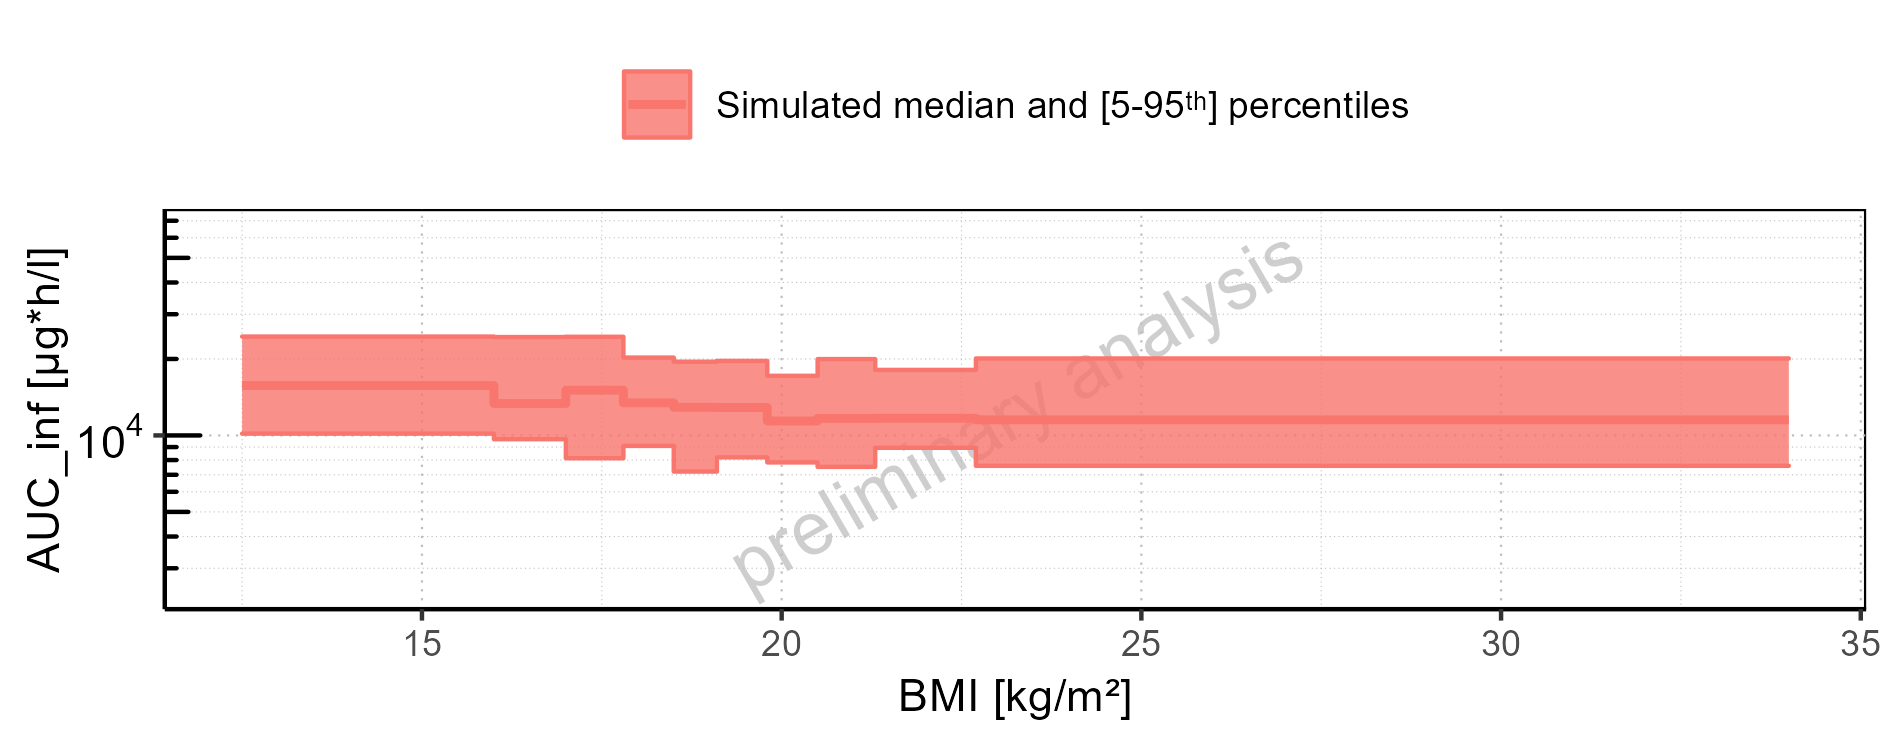 Simulated median and [5-95ᵗʰ] percentiles
AUC_inf [µg*h/l]
10⁴
preliminary analysis
15 20 25 30 35
BMI [kg/m²]